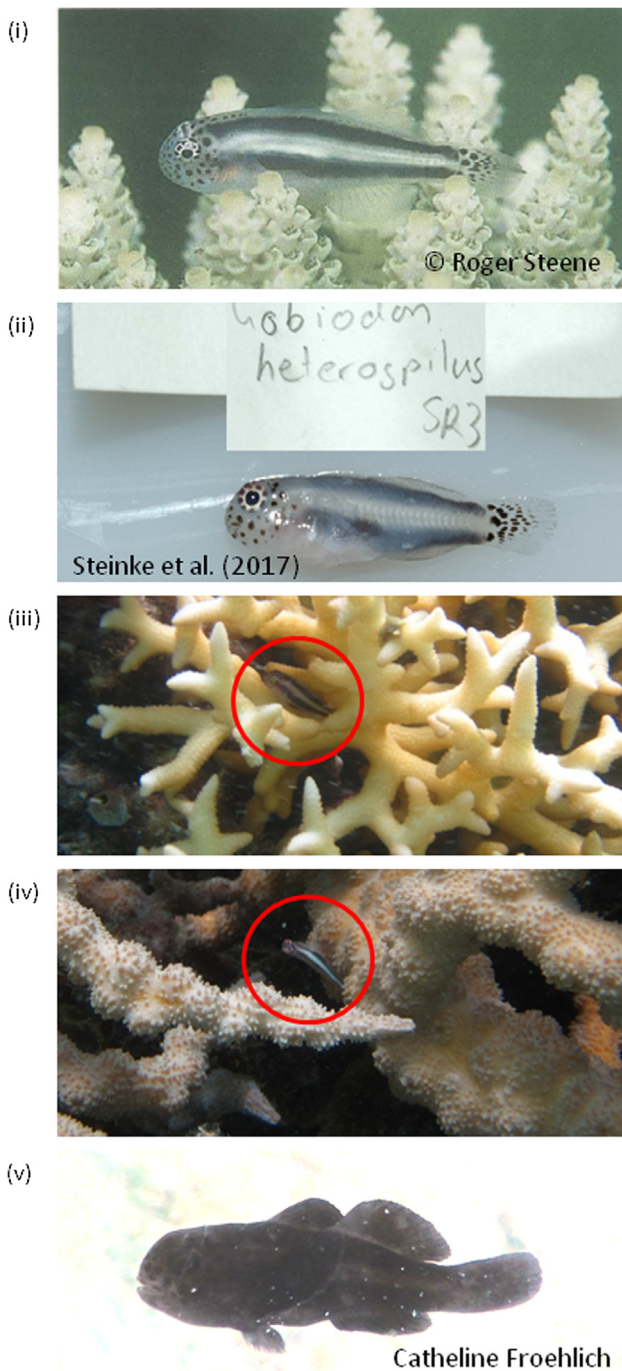 (i)
© Roger Steene
(ii)
Gobiodon
heterospilus
SR3
Steinke et al. (2017)
(iii)
(iv)
(v)
Catheline Froehlich